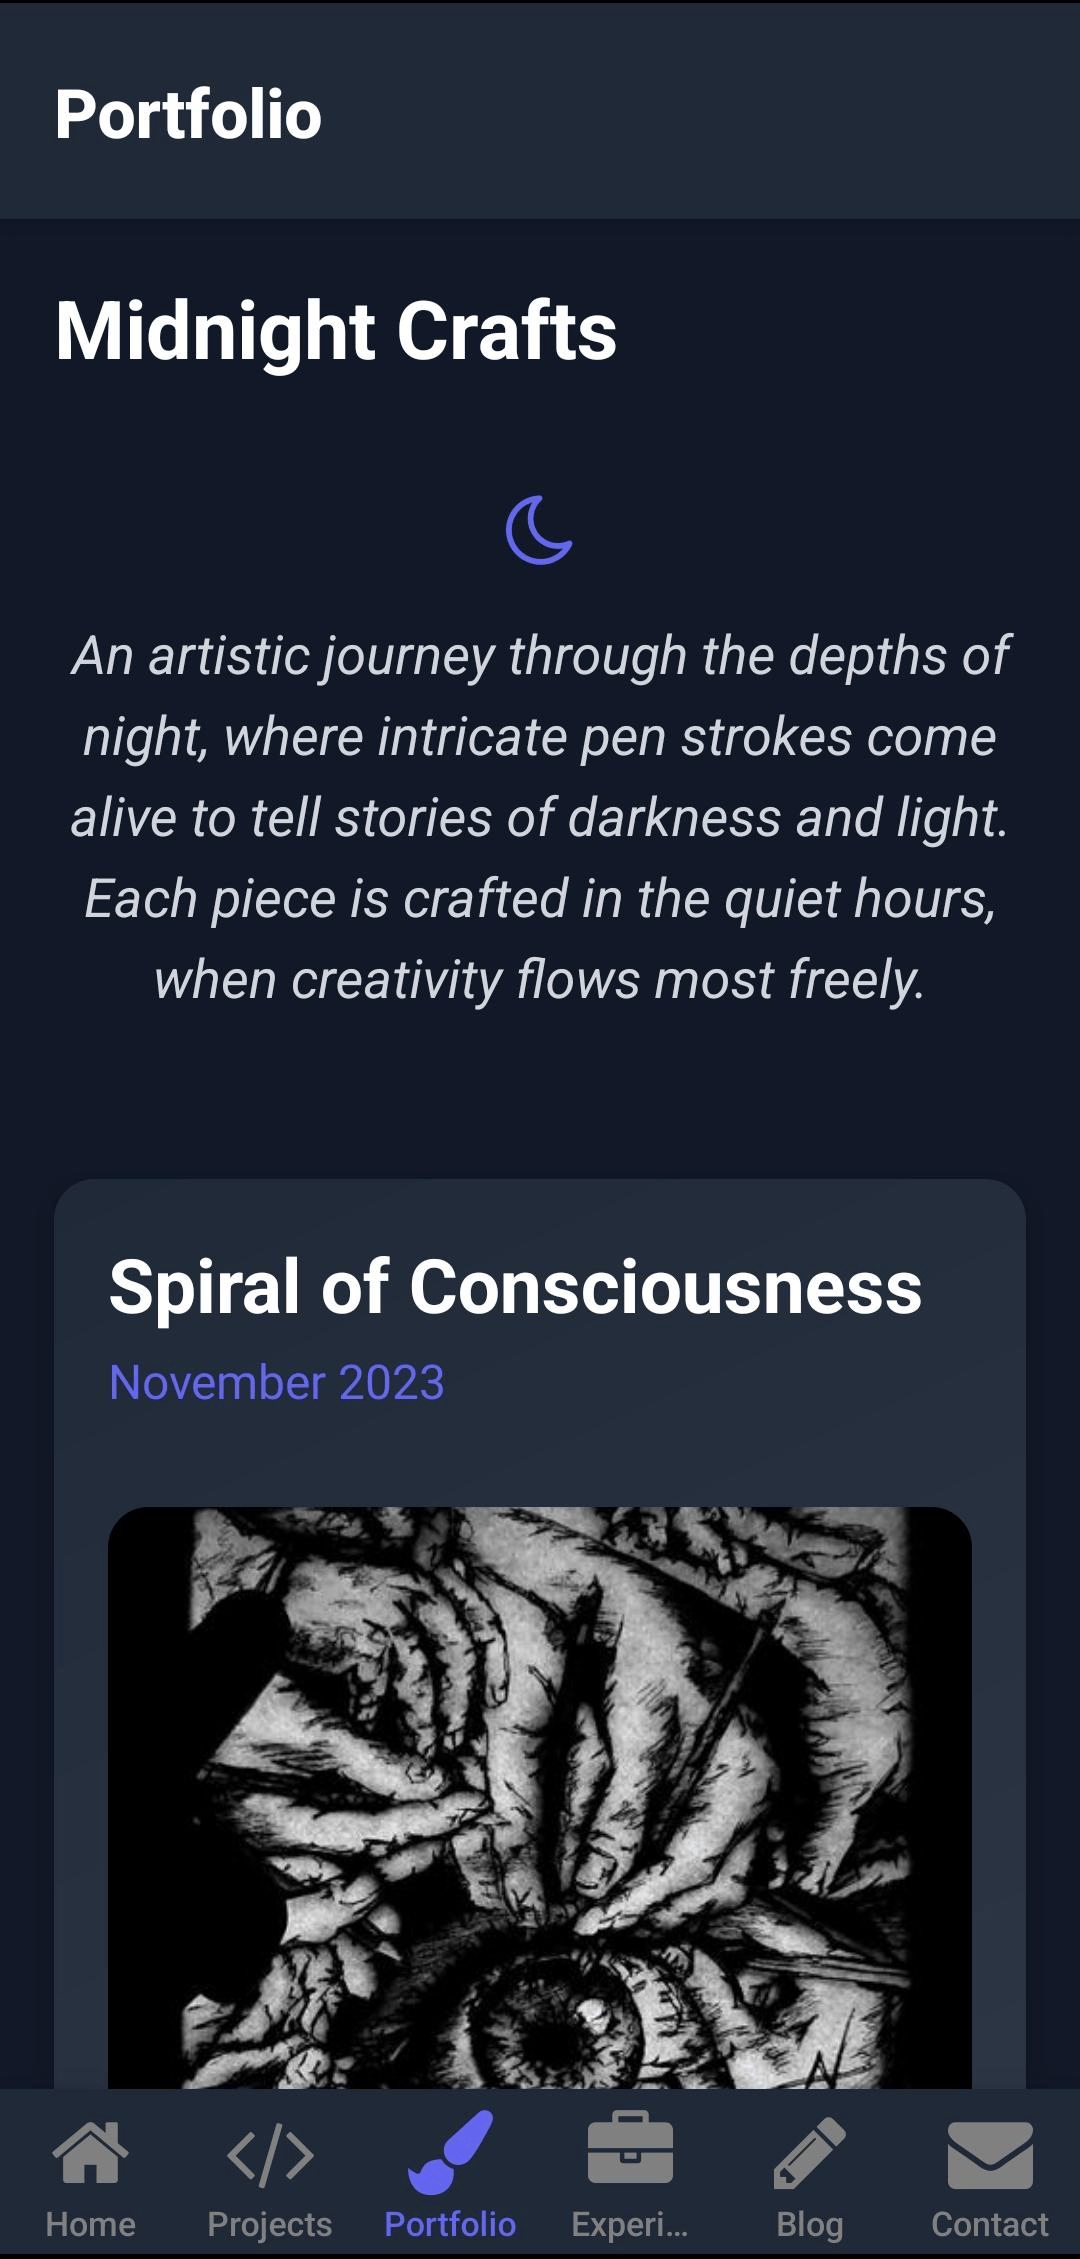 Portfolio
Midnight Crafts
An artistic journey through the depths of
night, where intricate pen strokes come
alive to tell stories of darkness and light.
Each piece is crafted in the quiet hours,
when creativity flows most freely.
Spiral of Consciousness
November 2023
Home
Projects
Portfolio
Experi...
Blog
Contact